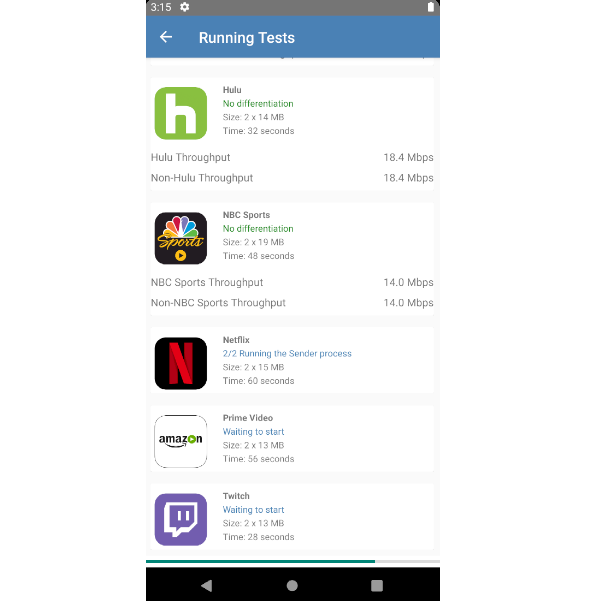 3:15
Running Tests
Hulu
No differentiation
Size: 2 x 14 MB
Time: 32 seconds
h
Hulu Throughput 18.4 Mbps
Non-Hulu Throughput 18.4 Mbps
NBC Sports
No differentiation
Size: 2 x 19 MB
Time: 48 seconds
Sports
NBC Sports Throughput 14.0 Mbps
Non-NBC Sports Throughput 14.0 Mbps
Netflix
2/2 Running the Sender process
Size: 2 x 15 MB
Time: 60 seconds
N
Prime Video
Waiting to start
Size: 2 x 13 MB
Time: 56 seconds
amazon
Twitch
Waiting to start
Size: 2 x 13 MB
Time: 28 seconds